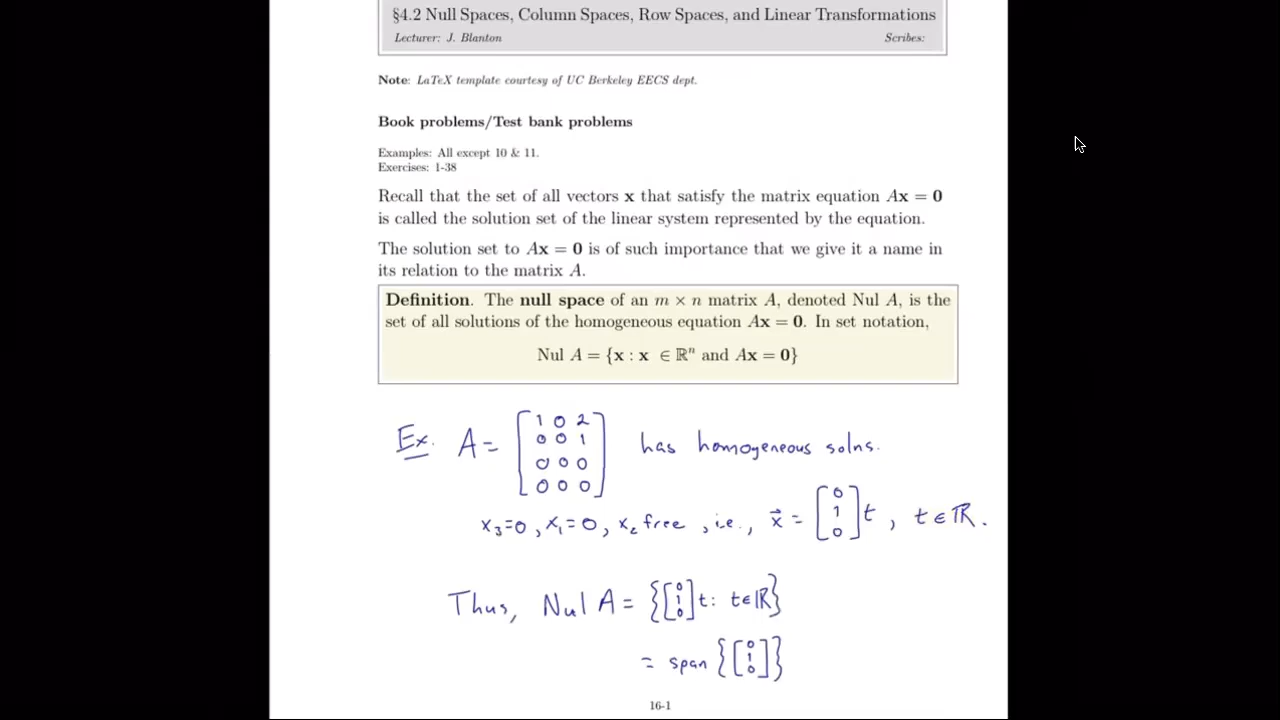 §4.2 Null Spaces, Column Spaces, Row Spaces, and Linear Transformations
Lecturer: J. Blanton Scribes:
Note: LaTeX template courtesy of UC Berkeley EECS dept.
Book problems/Test bank problems
Examples: All except 10 & 11.
Exercises: 1-38
Recall that the set of all vectors x that satisfy the matrix equation Ax = 0
is called the solution set of the linear system represented by the equation.
The solution set to Ax = 0 is of such importance that we give it a name in
its relation to the matrix A.
Definition. The null space of an m × n matrix A, denoted Nul A, is the
set of all solutions of the homogeneous equation Ax = 0. In set notation,
Nul A = {x : x ∈ ℝⁿ and Ax = 0}
Ex. A = [1 0 2
0 0 1
0 0 0
0 0 0] has homogeneous solns.
x₃=0, x₁=0, x₂ free, i.e., x⃗ = [0 1 0] t, t ∈ ℝ.
Thus, Nul A = {[0 1 0] t: t ∈ ℝ}
= span {[0 1 0]}
16-1